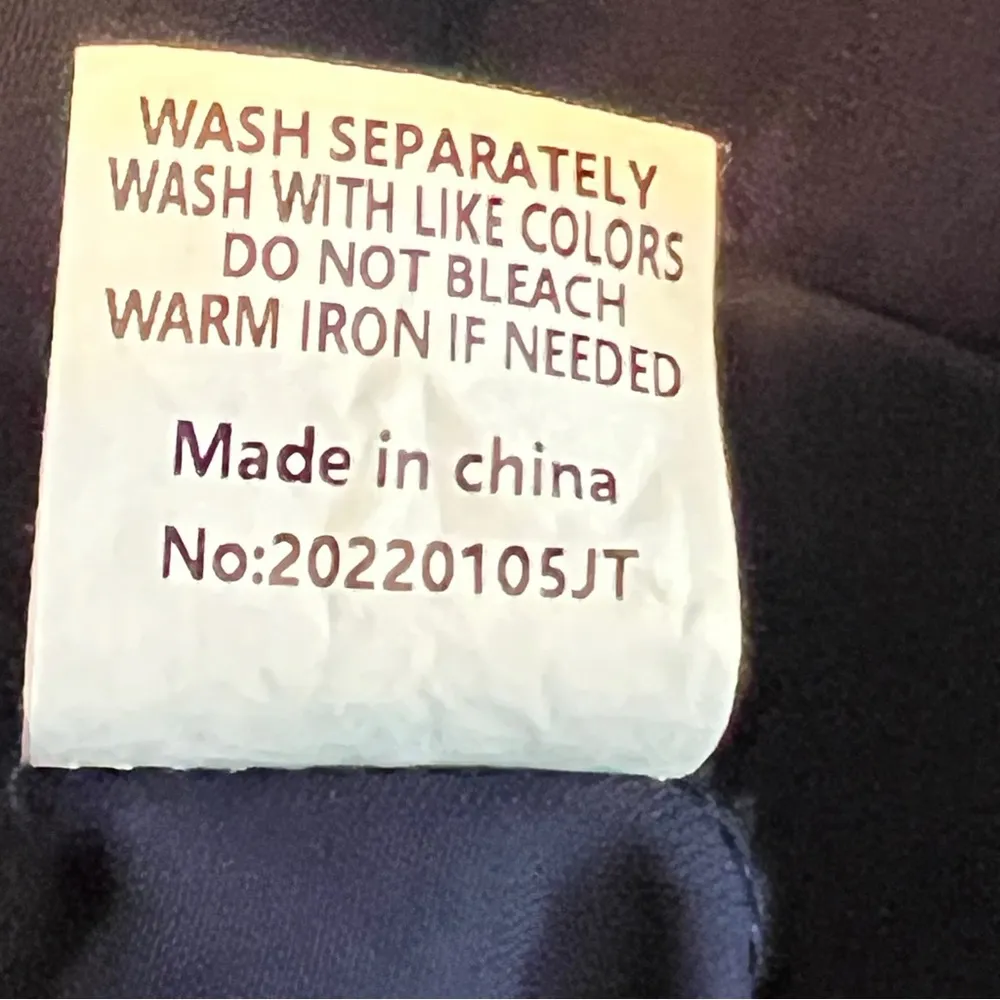 WASH SEPARATELY
WASH WITH LIKE COLORS
DO NOT BLEACH
WARM IRON IF NEEDED
Made in china
No:20220105JT